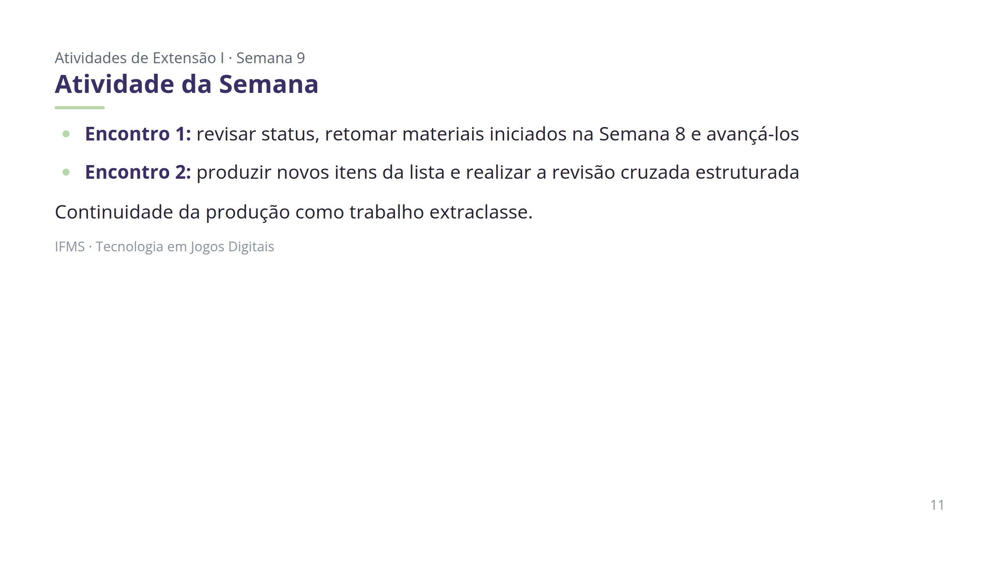 Atividades de Extensão I · Semana 9
Atividade da Semana
Encontro 1: revisar status, retomar materiais iniciados na Semana 8 e avançá-los
Encontro 2: produzir novos itens da lista e realizar a revisão cruzada estruturada
Continuidade da produção como trabalho extraclasse.
IFMS · Tecnologia em Jogos Digitais
11